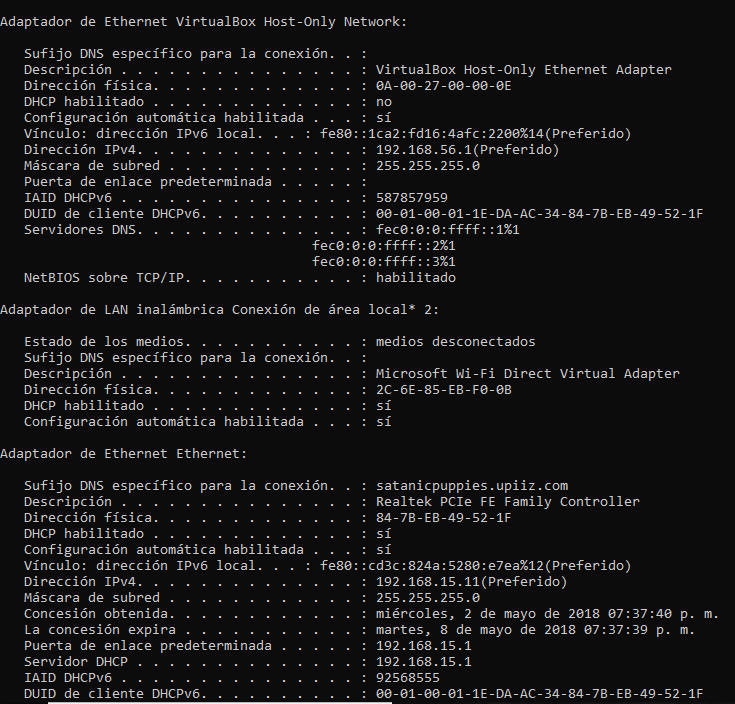 Adaptador de Ethernet VirtualBox Host-Only Network:
Sufijo DNS específico para la conexión. . :
Descripción . . . . . . . . . . . . . . . : VirtualBox Host-Only Ethernet Adapter
Dirección física. . . . . . . . . . . . . : 0A-00-27-00-00-0E
DHCP habilitado . . . . . . . . . . . . . : no
Configuración automática habilitada . . . : sí
Vínculo: dirección IPv6 local. . . : fe80::1ca2:fd16:4afc:2200%14(Preferido)
Dirección IPv4. . . . . . . . . . . . . . : 192.168.56.1(Preferido)
Máscara de subred . . . . . . . . . . . . : 255.255.255.0
Puerta de enlace predeterminada . . . . . :
IAID DHCPv6 . . . . . . . . . . . . . . . : 587857959
DUID de cliente DHCPv6. . . . . . . . . . : 00-01-00-01-1E-DA-AC-34-84-7B-EB-49-52-1F
Servidores DNS. . . . . . . . . . . . . . : fec0:0:0:ffff::1%1
fec0:0:0:ffff::2%1
fec0:0:0:ffff::3%1
NetBIOS sobre TCP/IP. . . . . . . . . . . : habilitado
Adaptador de LAN inalámbrica Conexión de área local* 2:
Estado de los medios. . . . . . . . . . . : medios desconectados
Sufijo DNS específico para la conexión. . :
Descripción . . . . . . . . . . . . . . . : Microsoft Wi-Fi Direct Virtual Adapter
Dirección física. . . . . . . . . . . . . : 2C-6E-85-EB-F0-0B
DHCP habilitado . . . . . . . . . . . . . : sí
Configuración automática habilitada . . . : sí
Adaptador de Ethernet Ethernet:
Sufijo DNS específico para la conexión. . : satanicpuppies.upiiz.com
Descripción . . . . . . . . . . . . . . . : Realtek PCIe FE Family Controller
Dirección física. . . . . . . . . . . . . : 84-7B-EB-49-52-1F
DHCP habilitado . . . . . . . . . . . . . : sí
Configuración automática habilitada . . . : sí
Vínculo: dirección IPv6 local. . . : fe80::cd3c:824a:5280:e7ea%12(Preferido)
Dirección IPv4. . . . . . . . . . . . . . : 192.168.15.11(Preferido)
Máscara de subred . . . . . . . . . . . . : 255.255.255.0
Concesión obtenida. . . . . . . . . . . . : miércoles, 2 de mayo de 2018 07:37:40 p. m.
La concesión expira . . . . . . . . . . . : martes, 8 de mayo de 2018 07:37:39 p. m.
Puerta de enlace predeterminada . . . . . : 192.168.15.1
Servidor DHCP . . . . . . . . . . . . . . : 192.168.15.1
IAID DHCPv6 . . . . . . . . . . . . . . . : 92568555
DUID de cliente DHCPv6. . . . . . . . . . : 00-01-00-01-1E-DA-AC-34-84-7B-EB-49-52-1F